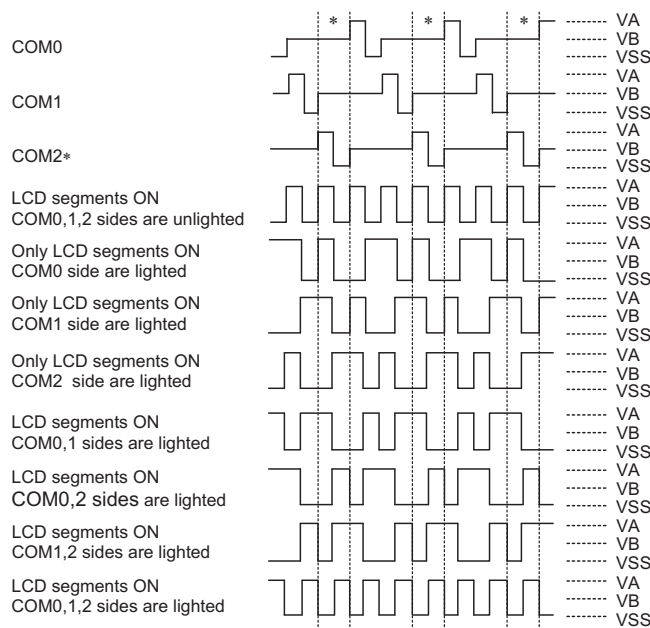 * * *
VA
COM0
VB
VSS
VA
COM1
VB
VSS
VA
COM2*
VB
VSS
LCD segments ON
COM0,1,2 sides are unlighted
VA
VB
VSS
Only LCD segments ON
COM0 side are lighted
VA
VB
VSS
Only LCD segments ON
COM1 side are lighted
VA
VB
VSS
Only LCD segments ON
COM2 side are lighted
VA
VB
VSS
LCD segments ON
COM0,1 sides are lighted
VA
VB
VSS
LCD segments ON
COM0,2 sides are lighted
VA
VB
VSS
LCD segments ON
COM1,2 sides are lighted
VA
VB
VSS
LCD segments ON
COM0,1,2 sides are lighted
VA
VB
VSS